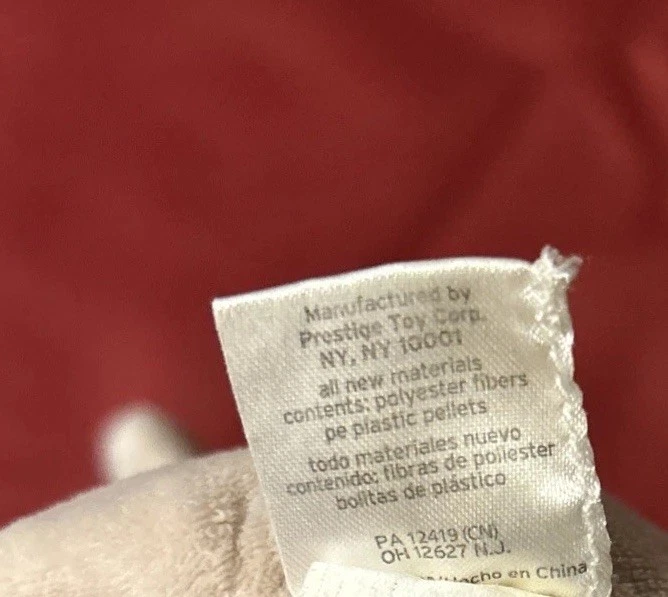 Manufactured by
Prestige Toy Corp.
NY, NY 10001
all new materials
contents: polyester fibers
pe plastic pellets
todo materiales nuevo
contenido: fibras de poliester
bolitas de plástico
PA 12419 (CN)
OH 12627 N.J.
en China